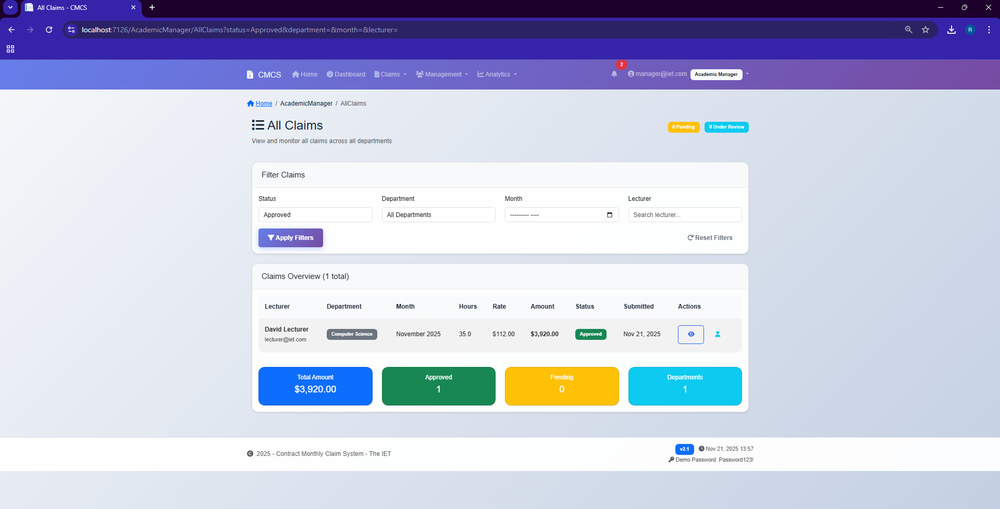 All Claims - CMCS
localhost:7126/AcademicManager/AllClaims?status=Approved&department=&month=&lecturer=
R
CMCS Home Dashboard Claims Management Analytics 2 manager@iet.com Academic Manager
Home / AcademicManager / AllClaims
All Claims
0 Pending 0 Under Review
View and monitor all claims across all departments
Filter Claims
Status Department Month Lecturer
Approved All Departments --------- ---- Search lecturer...
Apply Filters Reset Filters
Claims Overview (1 total)
Lecturer Department Month Hours Rate Amount Status Submitted Actions
David Lecturer
lecturer@iet.com
Computer Science November 2025 35.0 $112.00 $3,920.00 Approved Nov 21, 2025
Total Amount Approved Pending Departments
$3,920.00 1 0 1
2025 - Contract Monthly Claim System - The IET
v2.1 Nov 21, 2025 13:57
Demo Password: Password123!